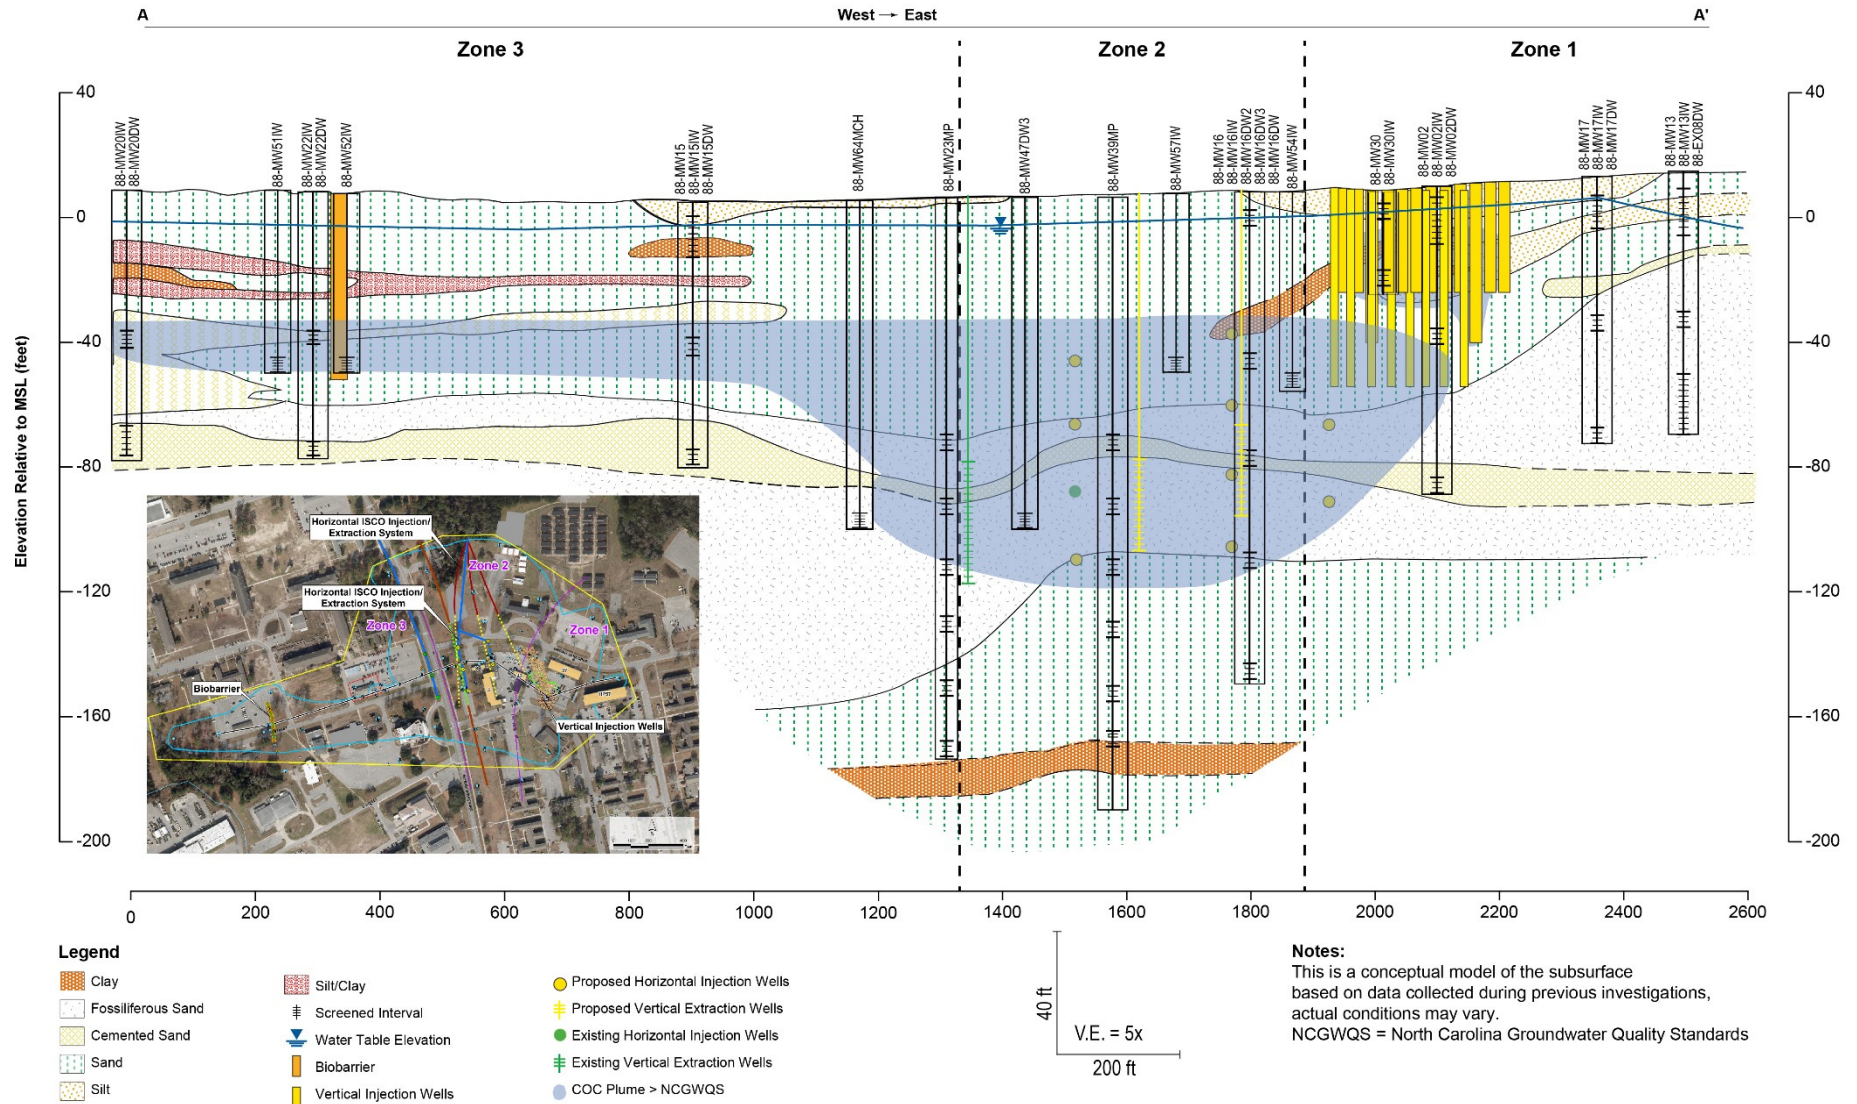 A
West → East
A'
Zone 3
Zone 2
Zone 1
40
0
-40
-80
-120
-160
-200
Elevation Relative to MSL (feet)
40
0
-40
-80
-120
-160
-200
88-MW20IW
88-MW20DW
88-MW51IW
88-MW22IW
88-MW22DW
88-MW52IW
88-MW15
88-MW15IW
88-MW15DW
88-MW64MCH
88-MW23MP
88-MW47DW3
88-MW39MP
88-MW57IW
88-MW16
88-MW16IW
88-MW16DW2
88-MW16DW3
88-MW16DW
88-MW54IW
88-MW30
88-MW30IW
88-MW02
88-MW02IW
88-MW02DW
88-MW17
88-MW17IW
88-MW17DW
88-MW13
88-MW13IW
88-EX08DW
Horizontal ISCO Injection/
Extraction System
Zone 2
Horizontal ISCO Injection/
Extraction System
Zone 3
Zone 1
Biobarrier
Vertical Injection Wells
0
200
400
600
800
1000
1200
1400
1600
1800
2000
2200
2400
2600
Legend
Clay
Fossiliferous Sand
Cemented Sand
Sand
Silt
Silt/Clay
Screened Interval
Water Table Elevation
Biobarrier
Vertical Injection Wells
Proposed Horizontal Injection Wells
Proposed Vertical Extraction Wells
Existing Horizontal Injection Wells
Existing Vertical Extraction Wells
COC Plume > NCGWQS
40 ft
V.E. = 5x
200 ft
Notes:
This is a conceptual model of the subsurface
based on data collected during previous investigations,
actual conditions may vary.
NCGWQS = North Carolina Groundwater Quality Standards